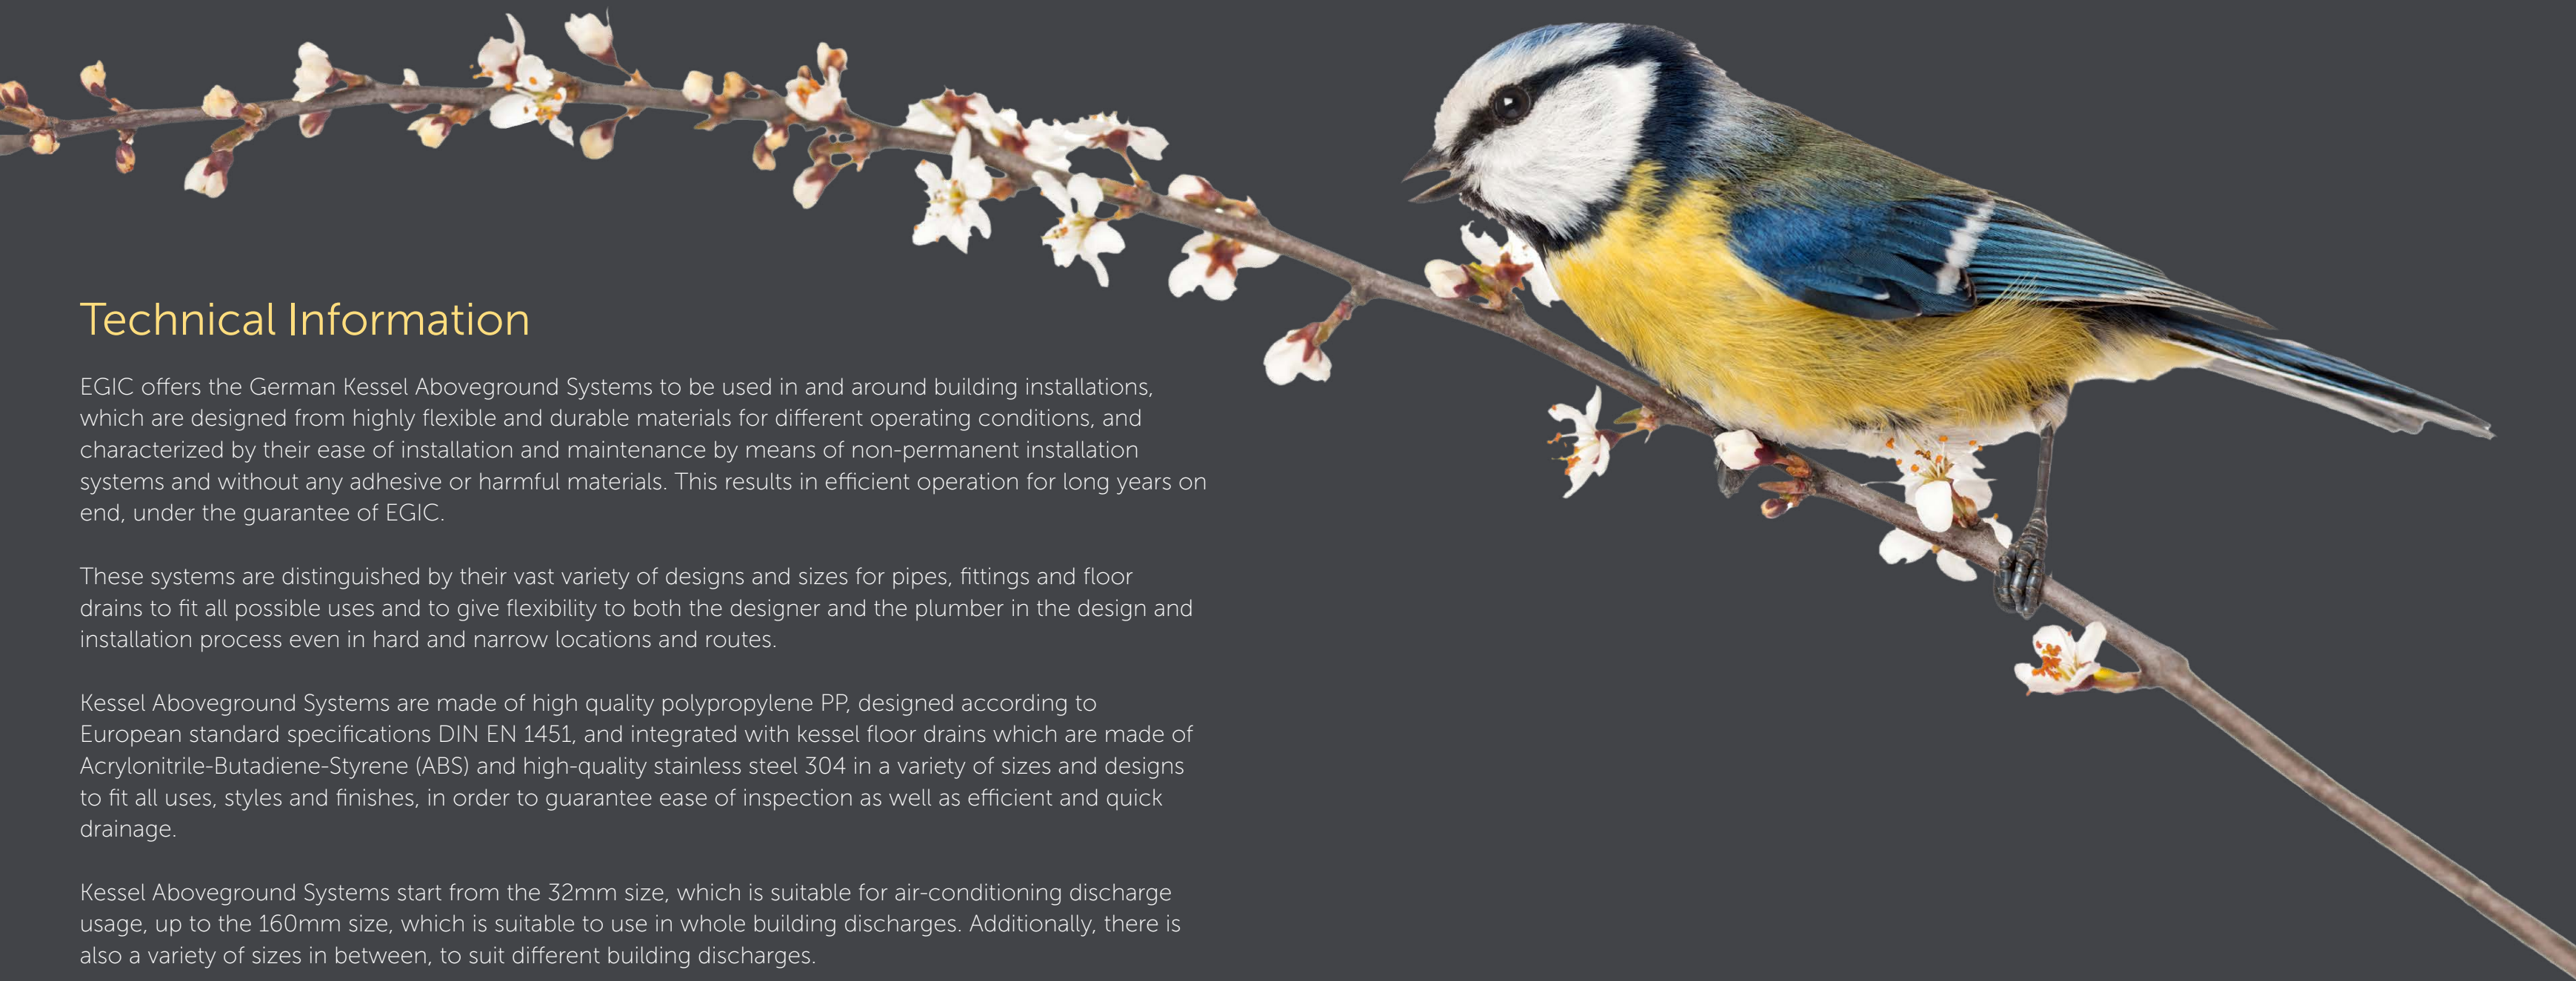 Technical Information
EGIC offers the German Kessel Aboveground Systems to be used in and around building installations,
which are designed from highly flexible and durable materials for different operating conditions, and
characterized by their ease of installation and maintenance by means of non-permanent installation
systems and without any adhesive or harmful materials. This results in efficient operation for long years on
end, under the guarantee of EGIC.
These systems are distinguished by their vast variety of designs and sizes for pipes, fittings and floor
drains to fit all possible uses and to give flexibility to both the designer and the plumber in the design and
installation process even in hard and narrow locations and routes.
Kessel Aboveground Systems are made of high quality polypropylene PP, designed according to
European standard specifications DIN EN 1451, and integrated with kessel floor drains which are made of
Acrylonitrile-Butadiene-Styrene (ABS) and high-quality stainless steel 304 in a variety of sizes and designs
to fit all uses, styles and finishes, in order to guarantee ease of inspection as well as efficient and quick
drainage.
Kessel Aboveground Systems start from the 32mm size, which is suitable for air-conditioning discharge
usage, up to the 160mm size, which is suitable to use in whole building discharges. Additionally, there is
also a variety of sizes in between, to suit different building discharges.